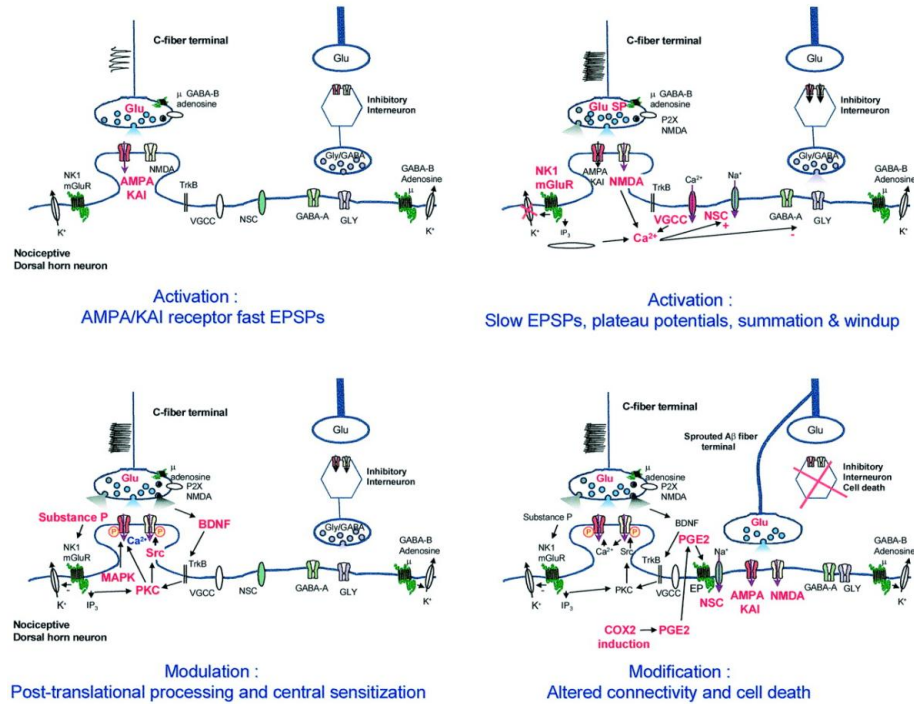 C-fiber terminal
Glu
Glu
μ GABA-B
adenosine
Inhibitory
Interneuron
NMDA
AMPA
KAI
NK1
mGluR
TrkB
Gly/GABA
GABA-B
Adenosine
μ
K⁺
VGCC
NSC
GABA-A
GLY
K⁺
Nociceptive
Dorsal horn neuron
Activation :
AMPA/KAI receptor fast EPSPs
C-fiber terminal
Glu
Glu SP
μ GABA-B
adenosine
P2X
NMDA
Inhibitory
Interneuron
AMPA
KAI
NK1
mGluR
NMDA
TrkB
Ca²⁺
Na⁺
Gly/GABA
GABA-B
Adenosine
μ
K⁺
IP₃
VGCC
NSC
+
GABA-A
GLY
K⁺
Ca²⁺
-
Activation :
Slow EPSPs, plateau potentials, summation & windup
C-fiber terminal
Glu
Glu
μ
adenosine
P2X
NMDA
Inhibitory
Interneuron
Substance P
P
P
BDNF
Ca²⁺
Src
NK1
mGluR
TrkB
Gly/GABA
GABA-B
Adenosine
μ
MAPK
PKC
K⁺
-
IP₃
VGCC
NSC
GABA-A
GLY
K⁺
Nociceptive
Dorsal horn neuron
Modulation :
Post-translational processing and central sensitization
C-fiber terminal
Glu
Sprouted Aβ fiber
terminal
Glu
μ
adenosine
P2X
NMDA
Inhibitory
Interneuron
Cell death
Glu
Substance P
P
P
BDNF
PGE2
Ca²⁺
Src
NK1
mGluR
TrkB
Na⁺
GABA-B
Adenosine
μ
K⁺
-
IP₃
PKC
VGCC
EP
NSC
AMPA
KAI
NMDA
GABA-A
GLY
K⁺
COX2
induction
PGE2
Modification :
Altered connectivity and cell death